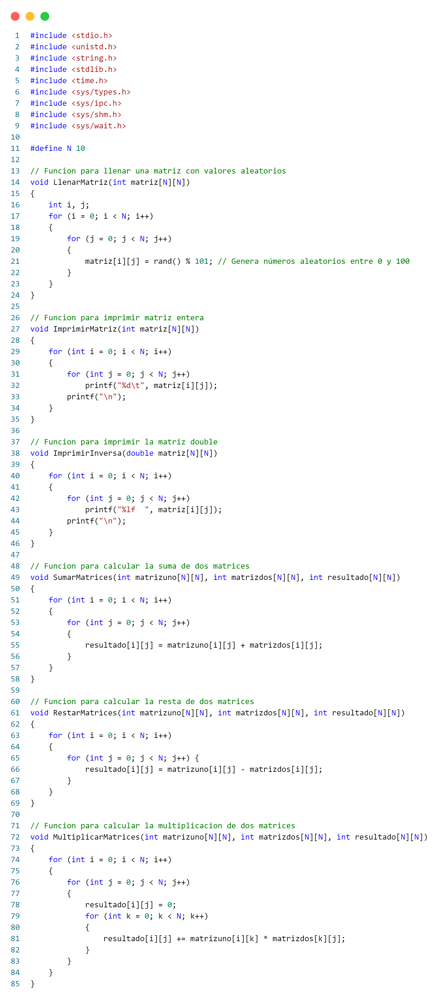 1 #include <stdio.h>
2 #include <unistd.h>
3 #include <string.h>
4 #include <stdlib.h>
5 #include <time.h>
6 #include <sys/types.h>
7 #include <sys/ipc.h>
8 #include <sys/shm.h>
9 #include <sys/wait.h>
10
11 #define N 10
12
13 // Funcion para llenar una matriz con valores aleatorios
14 void LlenarMatriz(int matriz[N][N])
15 {
16     int i, j;
17     for (i = 0; i < N; i++)
18     {
19         for (j = 0; j < N; j++)
20         {
21             matriz[i][j] = rand() % 101; // Genera números aleatorios entre 0 y 100
22         }
23     }
24 }
25
26 // Funcion para imprimir matriz entera
27 void ImprimirMatriz(int matriz[N][N])
28 {
29     for (int i = 0; i < N; i++)
30     {
31         for (int j = 0; j < N; j++)
32             printf("%d\t", matriz[i][j]);
33         printf("\n");
34     }
35 }
36
37 // Funcion para imprimir la matriz double
38 void ImprimirInversa(double matriz[N][N])
39 {
40     for (int i = 0; i < N; i++)
41     {
42         for (int j = 0; j < N; j++)
43             printf("%lf  ", matriz[i][j]);
44         printf("\n");
45     }
46 }
47
48 // Funcion para calcular la suma de dos matrices
49 void SumarMatrices(int matrizuno[N][N], int matrizdos[N][N], int resultado[N][N])
50 {
51     for (int i = 0; i < N; i++)
52     {
53         for (int j = 0; j < N; j++)
54         {
55             resultado[i][j] = matrizuno[i][j] + matrizdos[i][j];
56         }
57     }
58 }
59
60 // Funcion para calcular la resta de dos matrices
61 void RestarMatrices(int matrizuno[N][N], int matrizdos[N][N], int resultado[N][N])
62 {
63     for (int i = 0; i < N; i++)
64     {
65         for (int j = 0; j < N; j++) {
66             resultado[i][j] = matrizuno[i][j] - matrizdos[i][j];
67         }
68     }
69 }
70
71 // Funcion para calcular la multiplicacion de dos matrices
72 void MultiplicarMatrices(int matrizuno[N][N], int matrizdos[N][N], int resultado[N][N])
73 {
74     for (int i = 0; i < N; i++)
75     {
76         for (int j = 0; j < N; j++)
77         {
78             resultado[i][j] = 0;
79             for (int k = 0; k < N; k++)
80             {
81                 resultado[i][j] += matrizuno[i][k] * matrizdos[k][j];
82             }
83         }
84     }
85 }